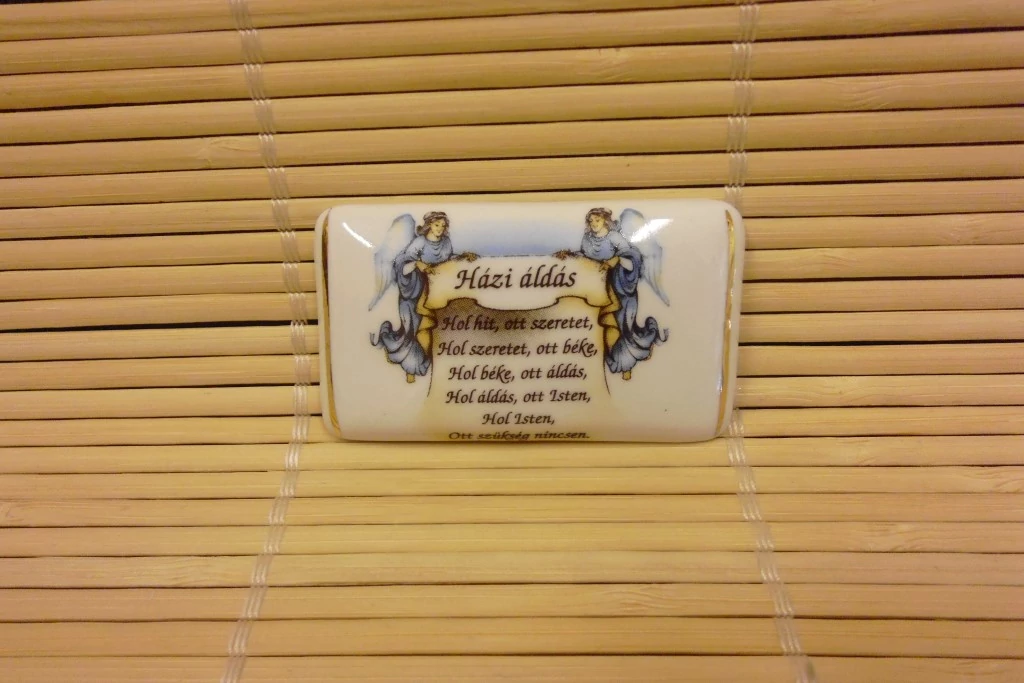 Házi áldás
Hol hit, ott szeretet,
Hol szeretet, ott béke,
Hol béke, ott áldás,
Hol áldás, ott Isten,
Hol Isten,
Ott szükség nincsen.